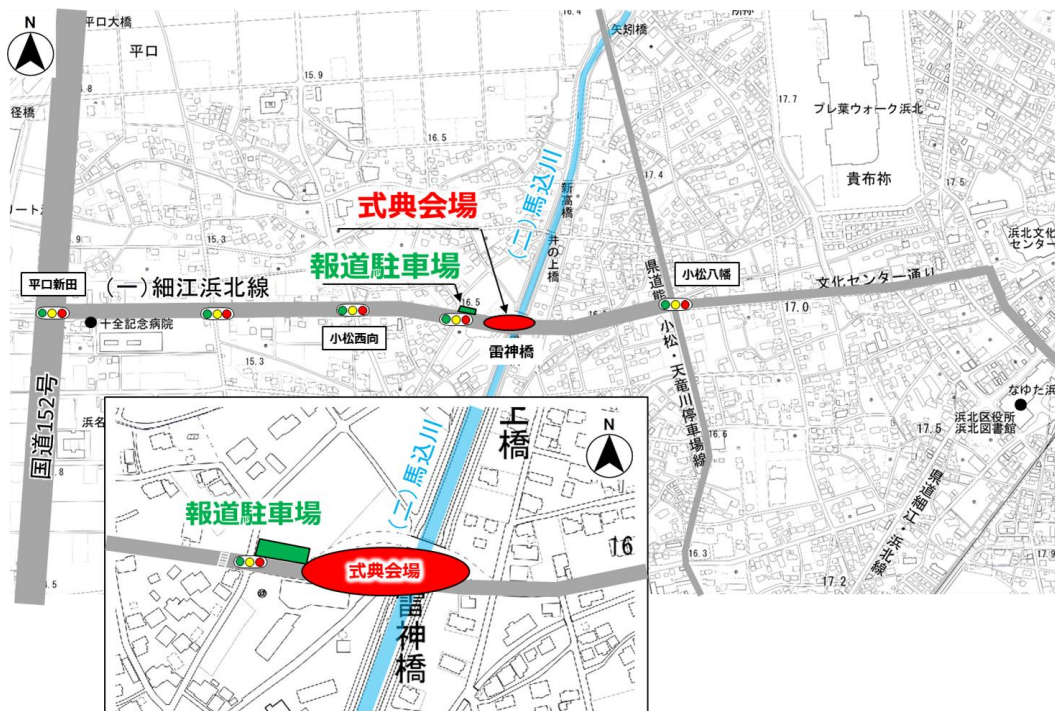 N
平口大橋
平口
16.4
矢矧橋
15.9
17.7
プレ葉ウォーク浜北
径橋
16.5
(二)馬込川
17.4
貴布祢
17.5
新高橋
式典会場
井の上橋
浜北文化
センター
15.3
報道駐車場
平口新田
(一)細江浜北線
小松八幡
文化センター通り
16.5
17.0
十全記念病院
小松西向
雷神橋
15.3
国道152号
小松・天竜川停車場線
なゆた浜
浜北区役所
浜北図書館
17.5
16.6
県道細江・浜北線
16.3
17.2
17.9
上橋
N
(二)馬込川
報道駐車場
16
式典会場
雷神橋